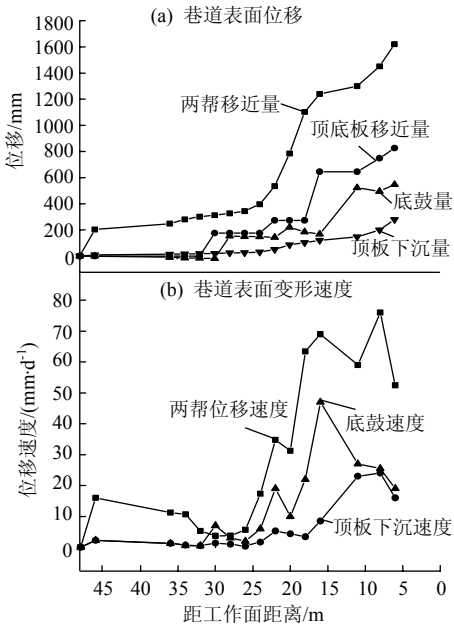 (a) 巷道表面位移
1800
1600
1400
1200
1000
800
600
400
200
0
位移/mm
两帮移近量
顶底板移近量
底鼓量
顶板下沉量
(b) 巷道表面变形速度
80
70
60
50
40
30
20
10
0
位移速度/(mm·d⁻¹)
两帮位移速度
底鼓速度
顶板下沉速度
45 40 35 30 25 20 15 10 5 0
距工作面距离/m